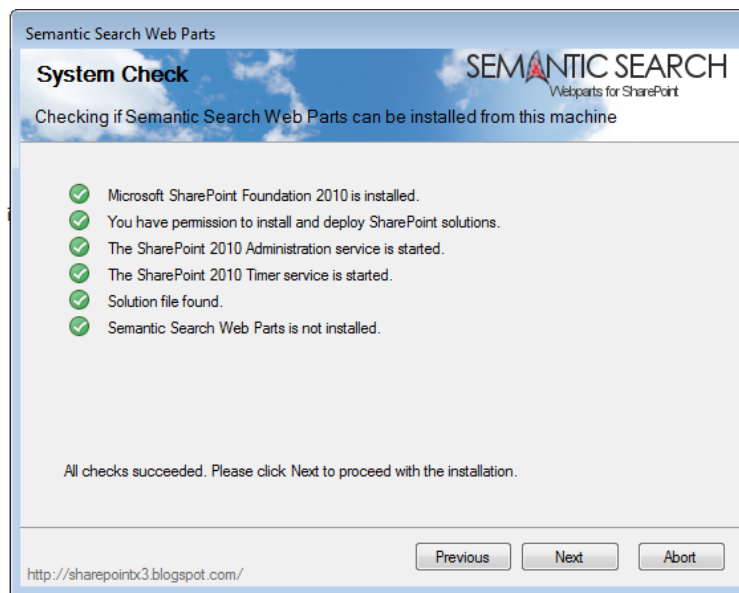 Semantic Search Web Parts
System Check
SEMANTIC SEARCH
Webparts for SharePoint
Checking if Semantic Search Web Parts can be installed from this machine
Microsoft SharePoint Foundation 2010 is installed.
You have permission to install and deploy SharePoint solutions.
The SharePoint 2010 Administration service is started.
The SharePoint 2010 Timer service is started.
Solution file found.
Semantic Search Web Parts is not installed.
All checks succeeded. Please click Next to proceed with the installation.
Previous Next Abort
http://sharepointx3.blogspot.com/